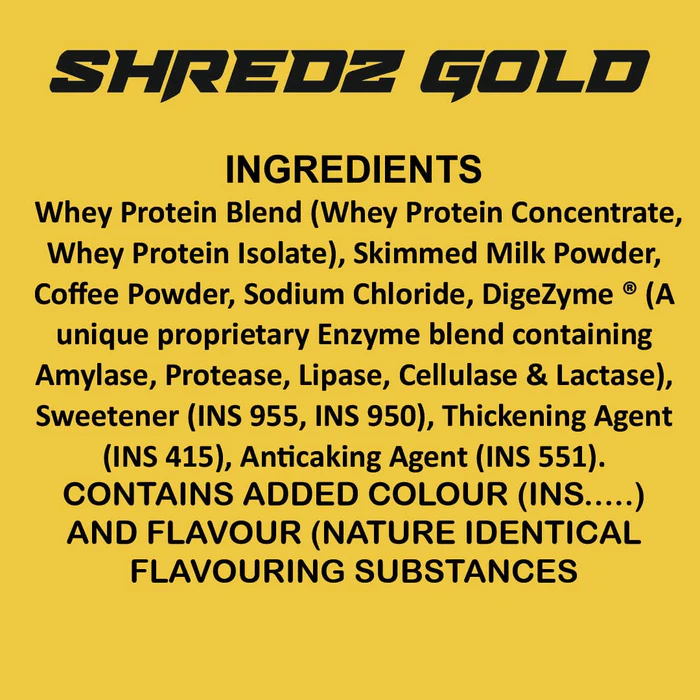 SHREDZ GOLD
INGREDIENTS
Whey Protein Blend (Whey Protein Concentrate,
Whey Protein Isolate), Skimmed Milk Powder,
Coffee Powder, Sodium Chloride, DigeZyme ® (A
unique proprietary Enzyme blend containing
Amylase, Protease, Lipase, Cellulase & Lactase),
Sweetener (INS 955, INS 950), Thickening Agent
(INS 415), Anticaking Agent (INS 551).
CONTAINS ADDED COLOUR (INS.....)
AND FLAVOUR (NATURE IDENTICAL
FLAVOURING SUBSTANCES